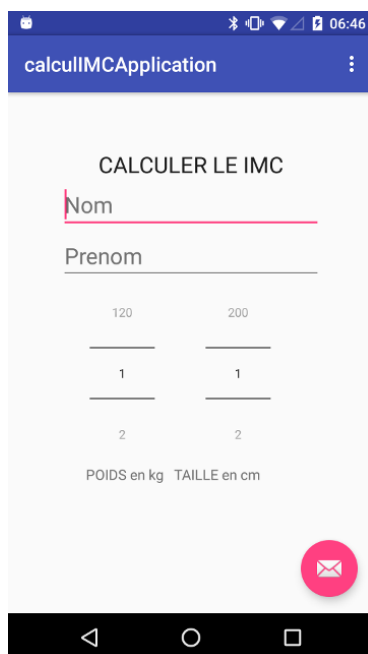 06:46
calculIMCApplication
CALCULER LE IMC
Nom
Prenom
120 200
1 1
2 2
POIDS en kg TAILLE en cm